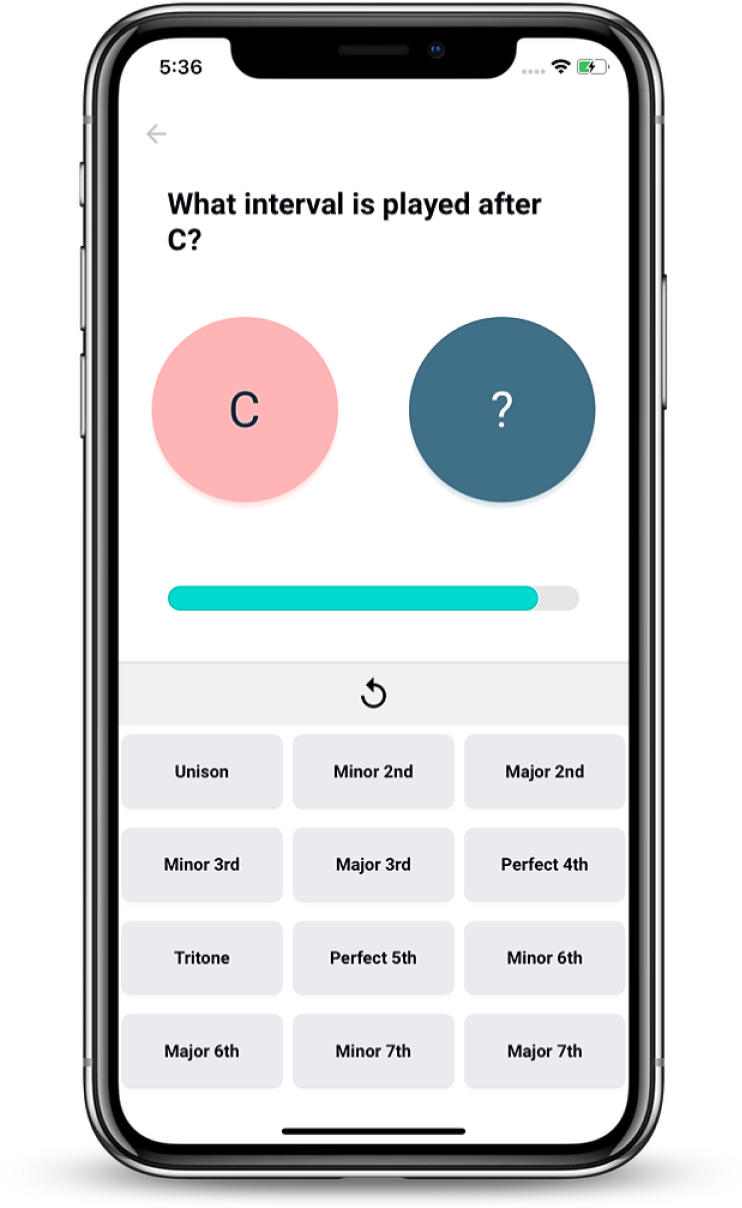 5:36
What interval is played after
C?
C
?
Unison
Minor 2nd
Major 2nd
Minor 3rd
Major 3rd
Perfect 4th
Tritone
Perfect 5th
Minor 6th
Major 6th
Minor 7th
Major 7th